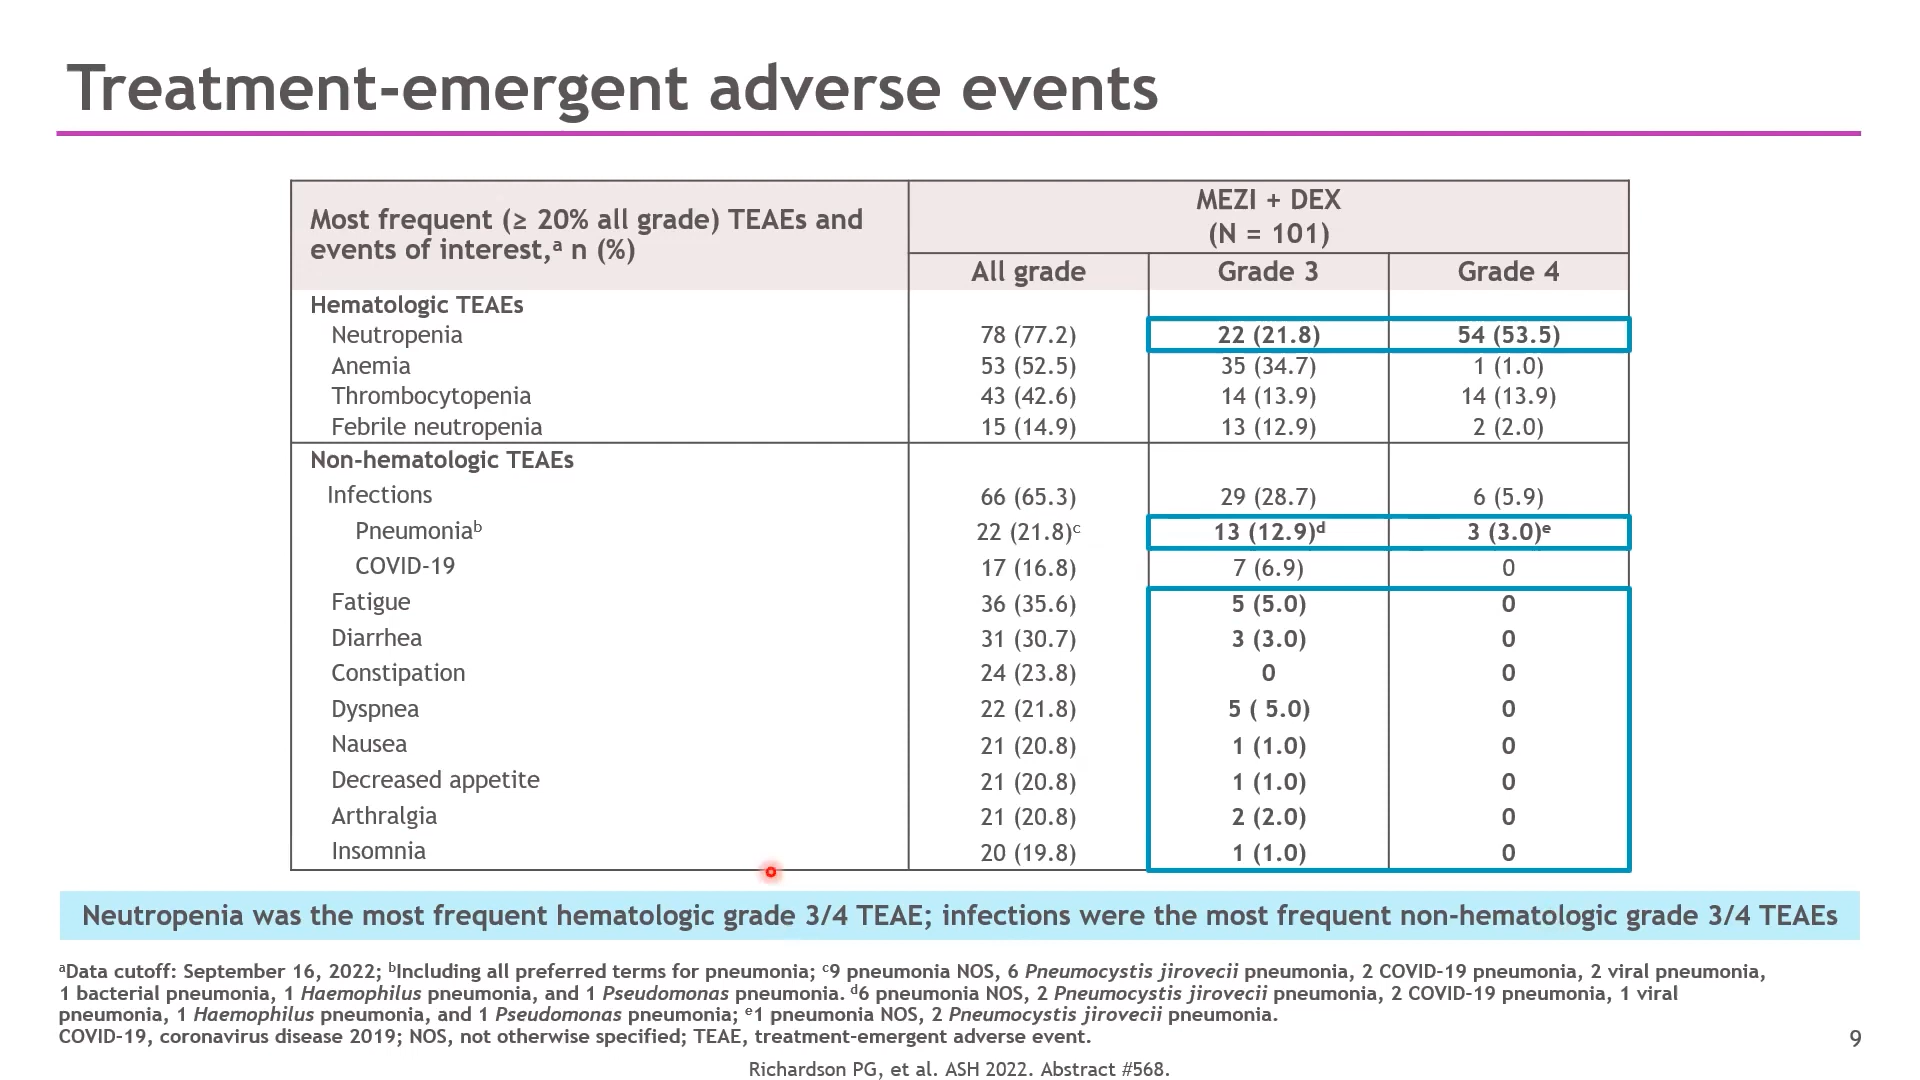 Treatment-emergent adverse events
Most frequent (≥ 20% all grade) TEAEs and
events of interest,ᵃ n (%)
MEZI + DEX
(N = 101)
All grade Grade 3 Grade 4
Hematologic TEAEs
Neutropenia 78 (77.2) 22 (21.8) 54 (53.5)
Anemia 53 (52.5) 35 (34.7) 1 (1.0)
Thrombocytopenia 43 (42.6) 14 (13.9) 14 (13.9)
Febrile neutropenia 15 (14.9) 13 (12.9) 2 (2.0)
Non-hematologic TEAEs
Infections 66 (65.3) 29 (28.7) 6 (5.9)
Pneumoniaᵇ 22 (21.8)ᶜ 13 (12.9)ᵈ 3 (3.0)ᵉ
COVID-19 17 (16.8) 7 (6.9) 0
Fatigue 36 (35.6) 5 (5.0) 0
Diarrhea 31 (30.7) 3 (3.0) 0
Constipation 24 (23.8) 0 0
Dyspnea 22 (21.8) 5 ( 5.0) 0
Nausea 21 (20.8) 1 (1.0) 0
Decreased appetite 21 (20.8) 1 (1.0) 0
Arthralgia 21 (20.8) 2 (2.0) 0
Insomnia 20 (19.8) 1 (1.0) 0
Neutropenia was the most frequent hematologic grade 3/4 TEAE; infections were the most frequent non-hematologic grade 3/4 TEAEs
ᵃData cutoff: September 16, 2022; ᵇIncluding all preferred terms for pneumonia; ᶜ9 pneumonia NOS, 6 Pneumocystis jirovecii pneumonia, 2 COVID-19 pneumonia, 2 viral pneumonia,
1 bacterial pneumonia, 1 Haemophilus pneumonia, and 1 Pseudomonas pneumonia. ᵈ6 pneumonia NOS, 2 Pneumocystis jirovecii pneumonia, 2 COVID-19 pneumonia, 1 viral
pneumonia, 1 Haemophilus pneumonia, and 1 Pseudomonas pneumonia; ᵉ1 pneumonia NOS, 2 Pneumocystis jirovecii pneumonia.
COVID-19, coronavirus disease 2019; NOS, not otherwise specified; TEAE, treatment-emergent adverse event.
9
Richardson PG, et al. ASH 2022. Abstract #568.